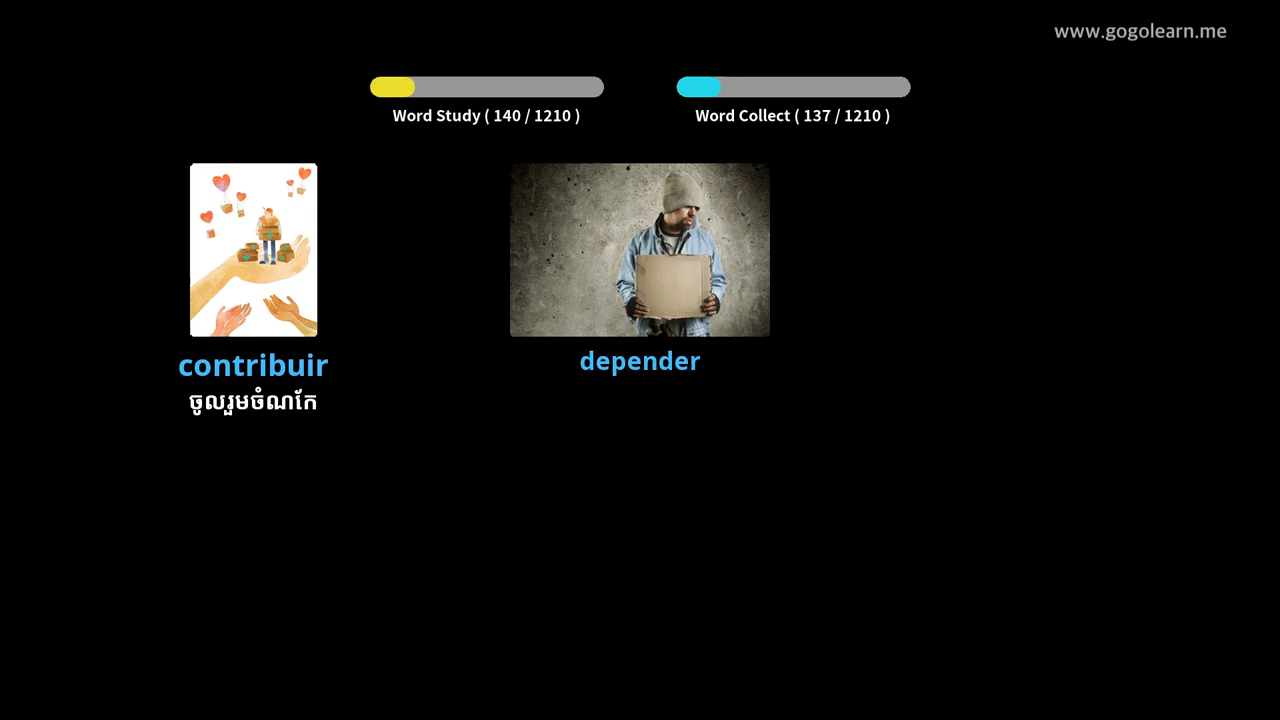 www.gogolearn.me
Word Study ( 140 / 1210 )
Word Collect ( 137 / 1210 )
contribuir
ចូលរួមចំណកែ
depender